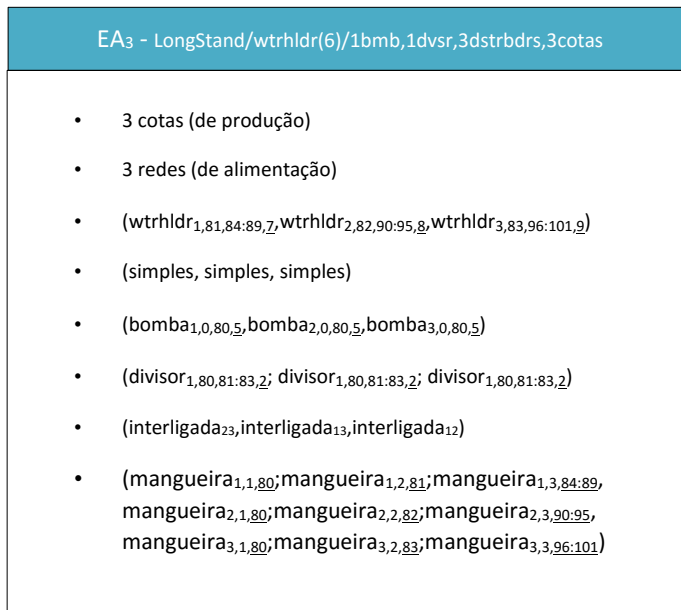 EA3 - LongStand/wtrhldr(6)/1bmb,1dvsr,3dstrbdrs,3cotas
• 3 cotas (de produção)
• 3 redes (de alimentação)
• (wtrhldr1,81,84:89,7,wtrhldr2,82,90:95,8,wtrhldr3,83,96:101,9)
• (simples, simples, simples)
• (bomba1,0,80,5,bomba2,0,80,5,bomba3,0,80,5)
• (divisor1,80,81:83,2; divisor1,80,81:83,2; divisor1,80,81:83,2)
• (interligada23,interligada13,interligada12)
• (mangueira1,1,80;mangueira1,2,81;mangueira1,3,84:89,
mangueira2,1,80;mangueira2,2,82;mangueira2,3,90:95,
mangueira3,1,80;mangueira3,2,83;mangueira3,3,96:101)